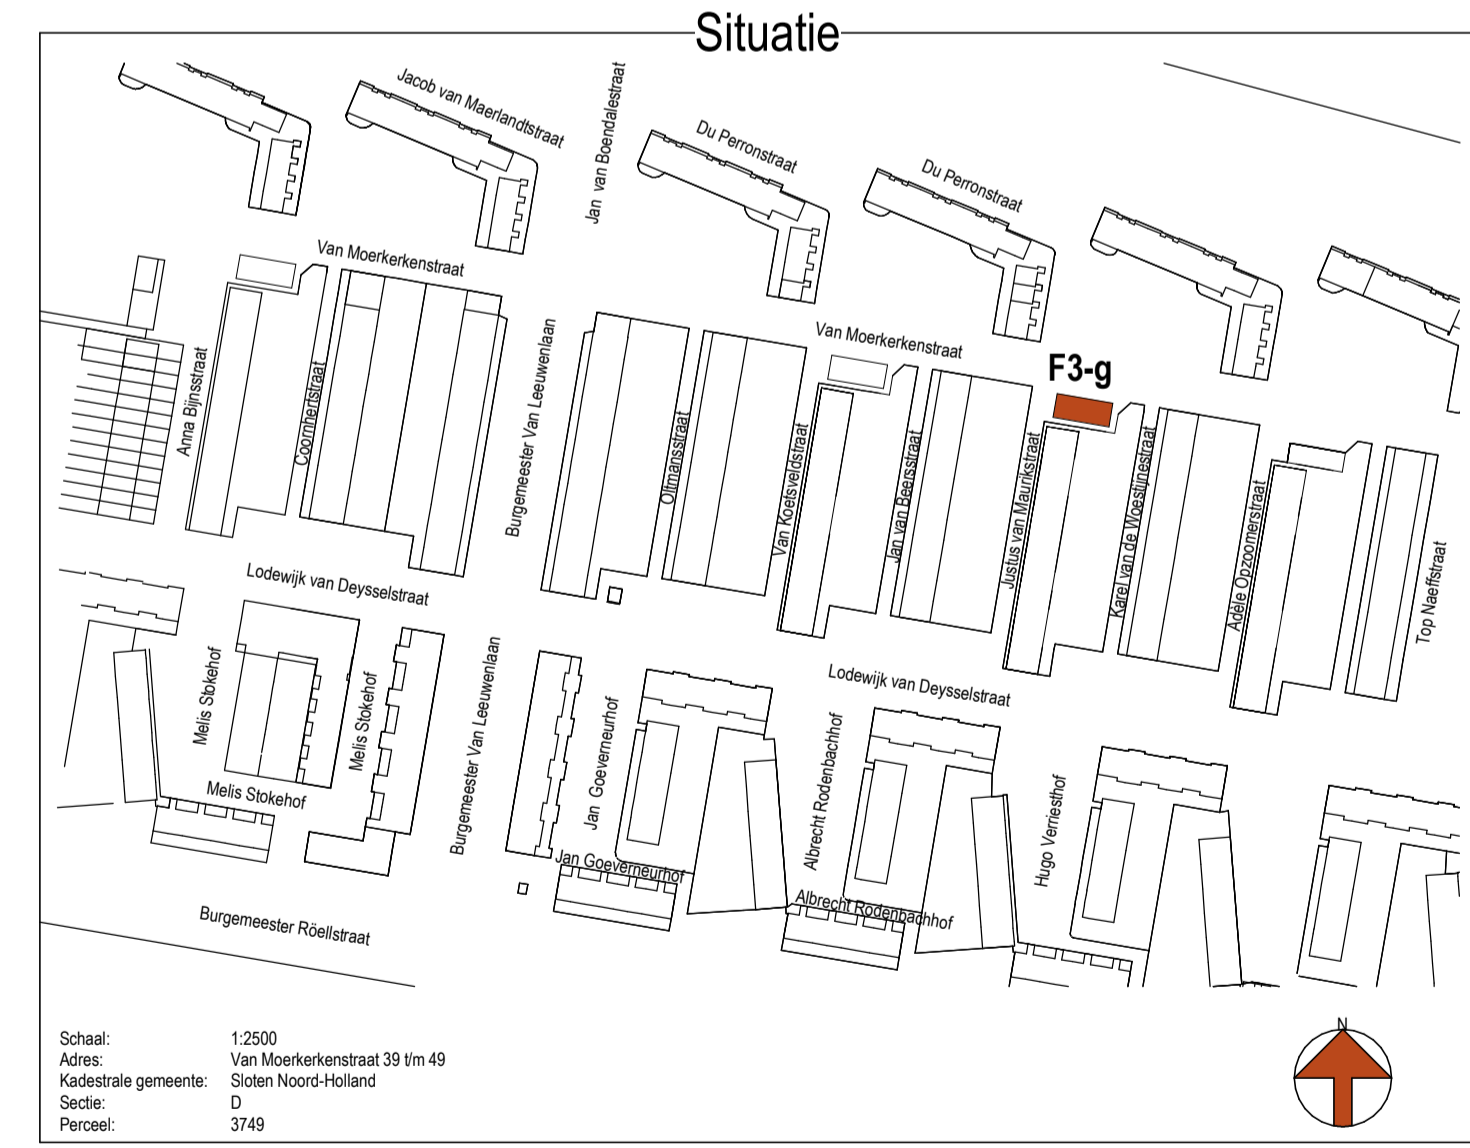 Situatie
Jacob van Maerlandtstraat
Jan van Boendalestraat
Du Perronstraat
Du Perronstraat
Van Moerkerkenstraat
Van Moerkerkenstraat
F3-g
Anna Bijnsstraat
Coornhertstraat
Burgemeester Van Leeuwenlaan
Oltmansstraat
Van Koetsveldstraat
Jan van Beersstraat
Justus van Maurikstraat
Karel van de Woestijnestraat
Adèle Opzoomerstraat
Top Naeffstraat
Lodewijk van Deysselstraat
Lodewijk van Deysselstraat
Melis Stokehof
Melis Stokehof
Melis Stokehof
Burgemeester Van Leeuwenlaan
Jan Goeverneurhof
Jan Goeverneurhof
Albrecht Rodenbachhof
Albrecht Rodenbachhof
Hugo Verriesthof
Burgemeester Röellstraat
Schaal: 1:2500
Adres: Van Moerkerkenstraat 39 t/m 49
Kadestrale gemeente: Sloten Noord-Holland
Sectie: D
Perceel: 3749
N